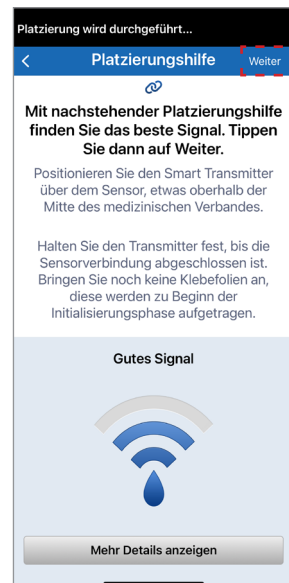 Platzierung wird durchgeführt...
Platzierungshilfe
Weiter
Mit nachstehender Platzierungshilfe
finden Sie das beste Signal. Tippen
Sie dann auf Weiter.
Positionieren Sie den Smart Transmitter
über dem Sensor, etwas oberhalb der
Mitte des medizinischen Verbandes.
Halten Sie den Transmitter fest, bis die
Sensorverbindung abgeschlossen ist.
Bringen Sie noch keine Klebefolien an,
diese werden zu Beginn der
Initialisierungsphase aufgetragen.
Gutes Signal
Mehr Details anzeigen